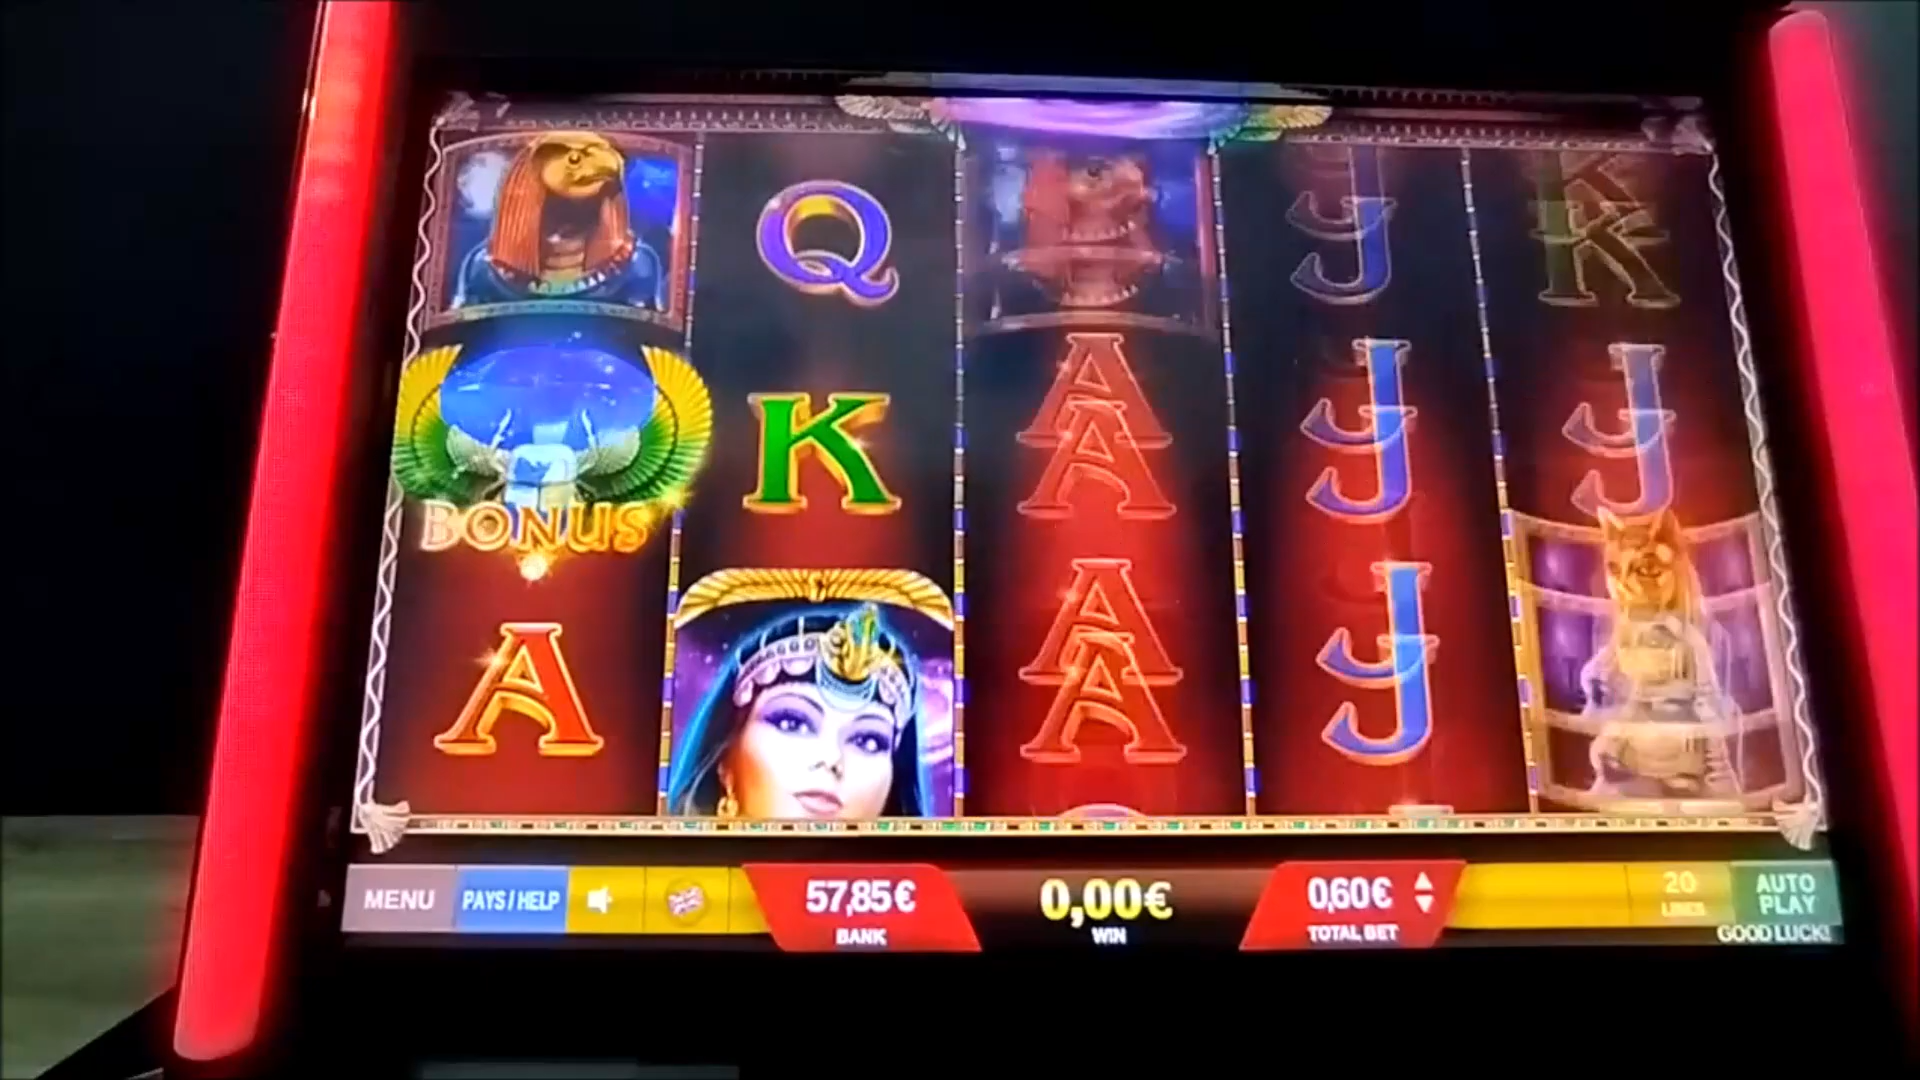 Q
J
J
K
K
BONUS
K
A
A
J
J
J
J
A
A
A
J
J
MENU
PAYS / HELP
57,85€
BANK
0,00€
WIN
0,60€
TOTAL BET
20
LINES
AUTO
PLAY
GOOD LUCK!